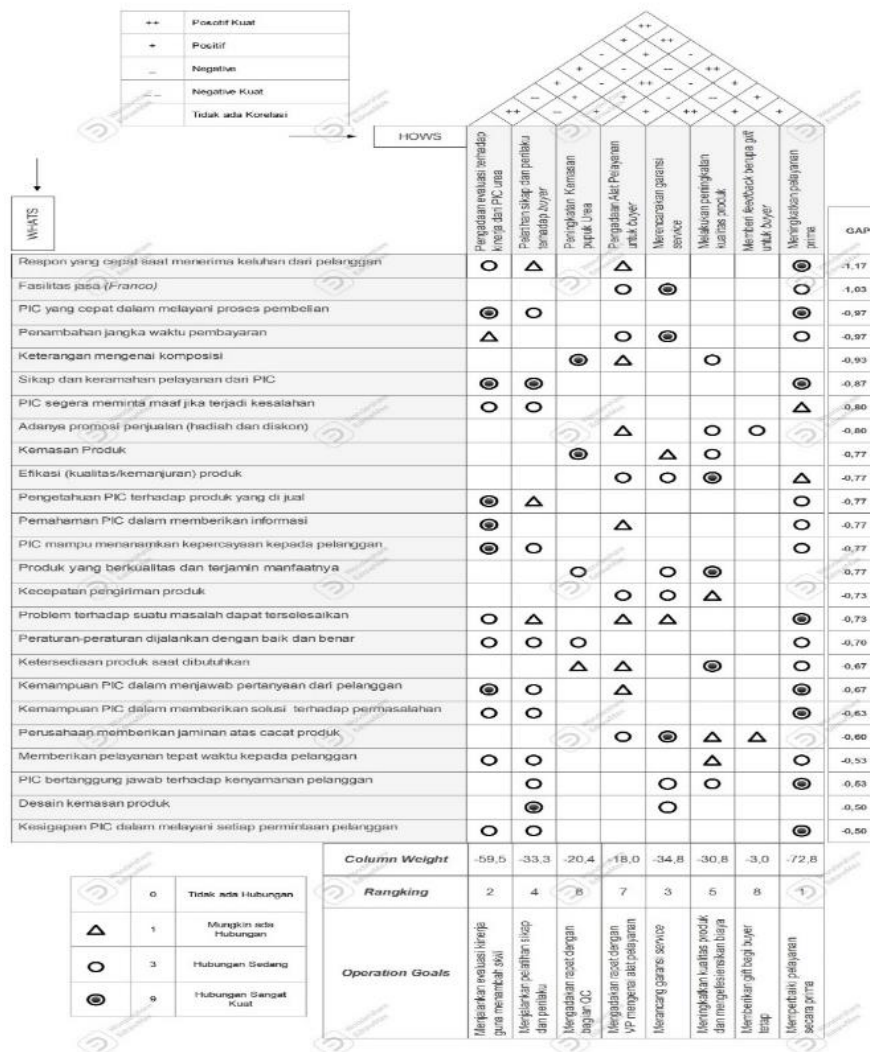 ++ Posotif Kuat
+ Positif
_ Negative
_ _ Negative Kuat
Tidak ada Korelasi
HOWS
WHATS
Pengadaan evaluasi terhadap kinerja dari PIC urea
Pelatihan sikap dan perilaku terhadap buyer
Peningkatan Kemasan pupuk Urea
Pengadaan Alat Pelayanan untuk buyer
Merencanakan garansi service
Melakukan peningkatan kualitas produk
Memberi feedback berupa gift untuk buyer
Meningkatkan pelayanan prima
GAP
Respon yang cepat saat menerima keluhan dari pelanggan -1,17
Fasilitas jasa (Franco) -1,03
PIC yang cepat dalam melayani proses pembelian -0,97
Penambahan jangka waktu pembayaran -0,97
Keterangan mengenai komposisi -0,93
Sikap dan keramahan pelayanan dari PIC -0,87
PIC segera meminta maaf jika terjadi kesalahan -0,80
Adanya promosi penjualan (hadiah dan diskon) -0,80
Kemasan Produk -0,77
Efikasi (kualitas/kemanjuran) produk -0,77
Pengetahuan PIC terhadap produk yang di jual -0,77
Pemahaman PIC dalam memberikan informasi -0,77
PIC mampu menanamkan kepercayaan kepada pelanggan -0,77
Produk yang berkualitas dan terjamin manfaatnya -0,77
Kecepatan pengiriman produk -0,73
Problem terhadap suatu masalah dapat terselesaikan -0,73
Peraturan-peraturan dijalankan dengan baik dan benar -0,70
Ketersediaan produk saat dibutuhkan -0,67
Kemampuan PIC dalam menjawab pertanyaan dari pelanggan -0,67
Kemampuan PIC dalam memberikan solusi terhadap permasalahan -0,63
Perusahaan memberikan jaminan atas cacat produk -0,60
Memberikan pelayanan tepat waktu kepada pelanggan -0,53
PIC bertanggung jawab terhadap kenyamanan pelanggan -0,53
Desain kemasan produk -0,50
Kesigapan PIC dalam melayani setiap permintaan pelanggan -0,50
Column Weight -59,5 -33,3 -20,4 -18,0 -34,8 -30,8 -3,0 -72,8
Rangking 2 4 6 7 3 5 8 1
Operation Goals
Menjalankan evaluasi kinerja guna menambah skill
Menjalankan pelatihan sikap dan perilaku
Mengadakan rapat dengan bagian QC
Mengadakan rapat dengan VP mengenai alat pelayanan
Merancang garansi service
Meningkatkan kualitas produk dan mengefesiensikan biaya
Memberikan gift bagi buyer tetap
Memperbaiki pelayanan secara prima
0 Tidak ada Hubungan
1 Mungkin ada Hubungan
3 Hubungan Sedang
9 Hubungan Sangat Kuat